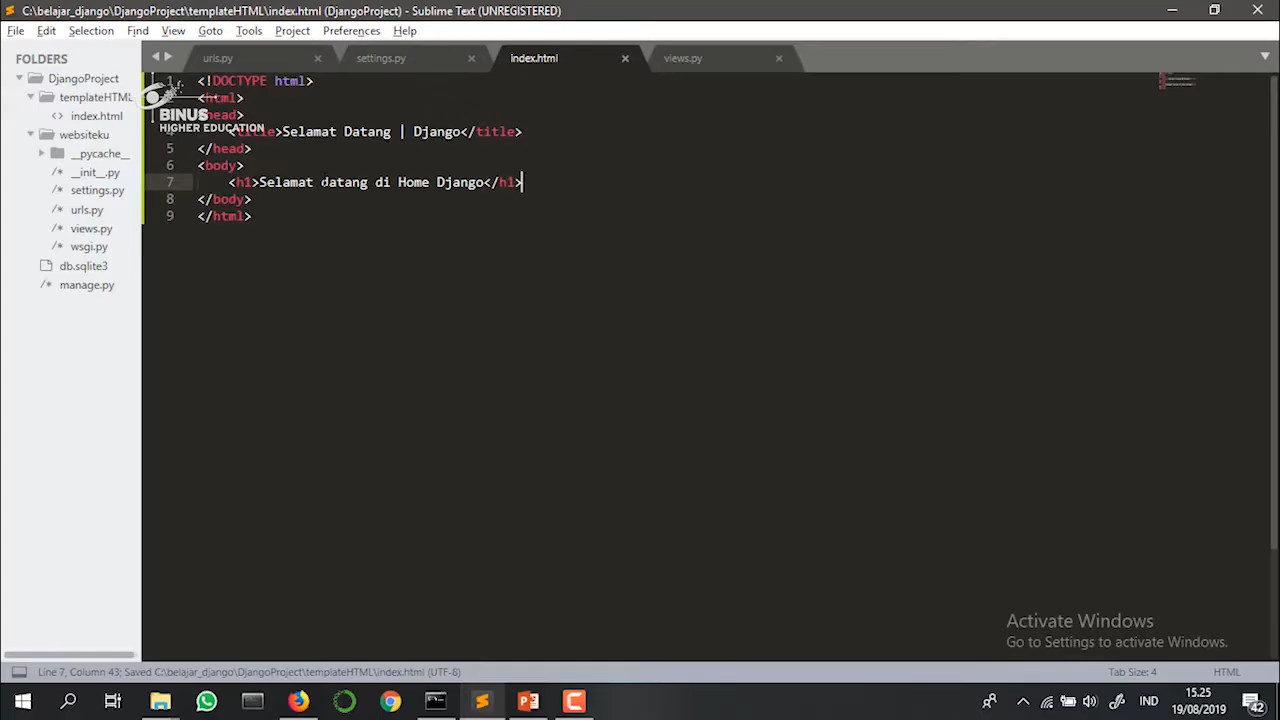 C:\belajar_django\DjangoProject\templateHTML\index.html (DjangoProject) - Sublime Text (UNREGISTERED)
File Edit Selection Find View Goto Tools Project Preferences Help
FOLDERS
DjangoProject
templateHTML
index.html
websiteku
__pycache__
__init__.py
settings.py
urls.py
views.py
wsgi.py
db.sqlite3
manage.py
urls.py settings.py index.html views.py
BINUS
HIGHER EDUCATION
1 <!DOCTYPE html>
<html>
head>
4 <title>Selamat Datang | Django</title>
5 </head>
6 <body>
7 <h1>Selamat datang di Home Django</h1>
8 </body>
9 </html>
Activate Windows
Go to Settings to activate Windows.
Line 7, Column 43; Saved C:\belajar_django\DjangoProject\templateHTML\index.html (UTF-8) Tab Size: 4 HTML
IND
15.25
19/08/2019
42